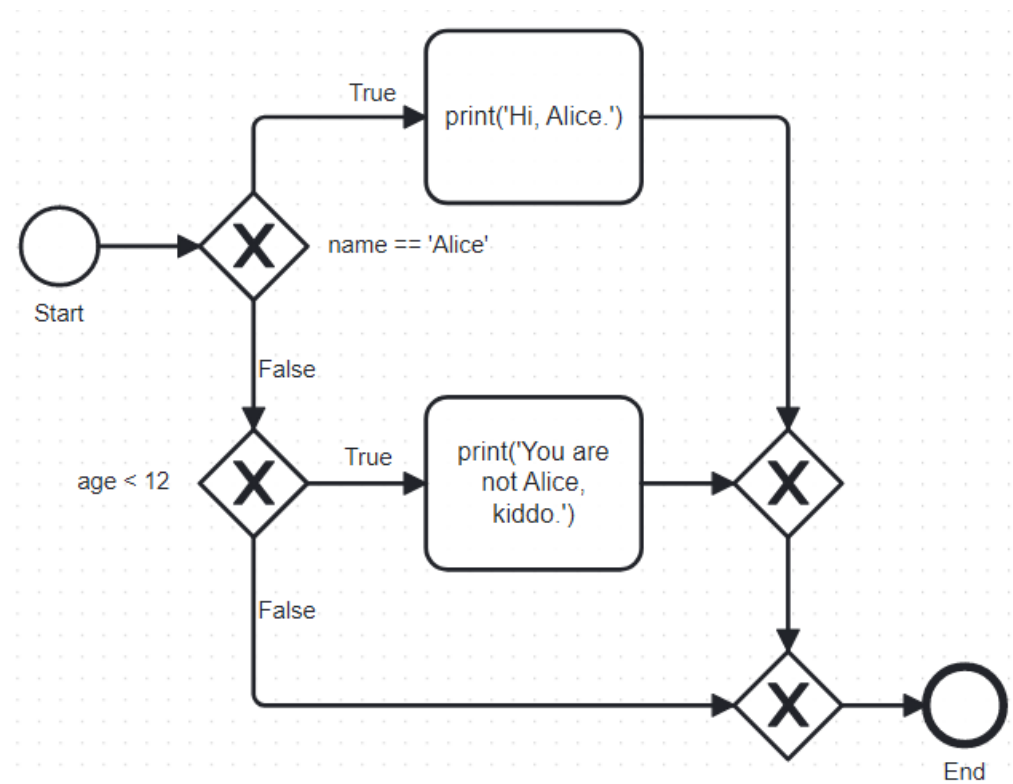 True
print('Hi, Alice.')
name == 'Alice'
Start
False
age < 12
True
print('You are
not Alice,
kiddo.')
False
End